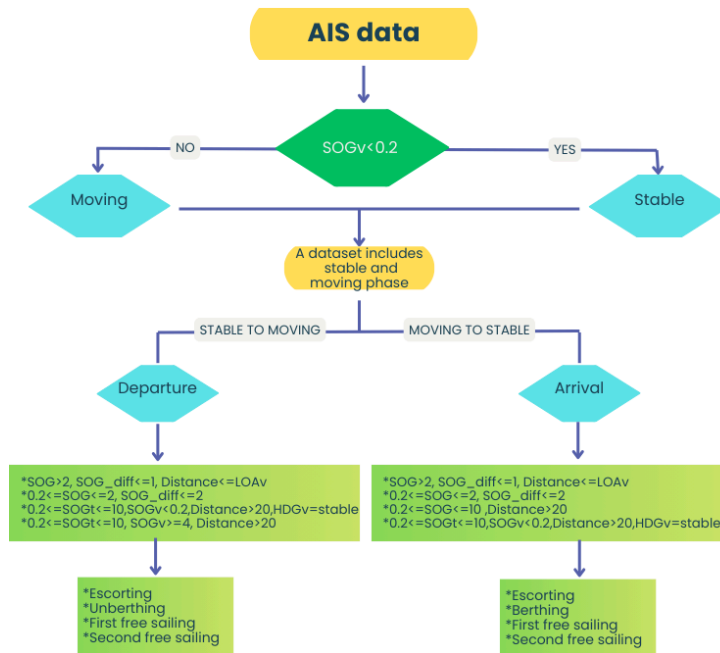 AIS data
SOGv<0.2
NO
YES
Moving
Stable
A dataset includes
stable and
moving phase
STABLE TO MOVING
MOVING TO STABLE
Departure
Arrival
*SOG>2, SOG_diff<=1, Distance<=LOAv
*0.2<=SOG<=2, SOG_diff<=2
*0.2<=SOGt<=10,SOGv<0.2,Distance>20,HDGv=stable
*0.2<=SOGt<=10, SOGv>=4, Distance>20
*SOG>2, SOG_diff<=1, Distance<=LOAv
*0.2<=SOG<=2, SOG_diff<=2
*0.2<=SOG<=10 ,Distance>20
*0.2<=SOGt<=10,SOGv<0.2,Distance>20,HDGv=stable
*Escorting
*Unberthing
*First free sailing
*Second free sailing
*Escorting
*Berthing
*First free sailing
*Second free sailing